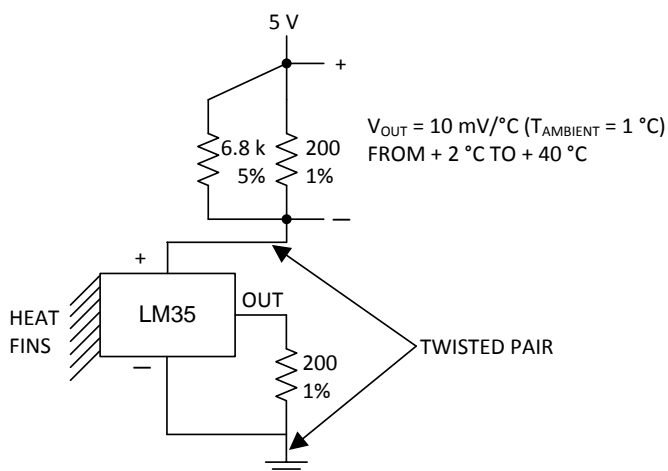 5 V
+
6.8 k
5%
200
1%
V_OUT = 10 mV/°C (T_AMBIENT = 1 °C)
FROM + 2 °C TO + 40 °C
—
+
HEAT
FINS
LM35
OUT
—
200
1%
TWISTED PAIR